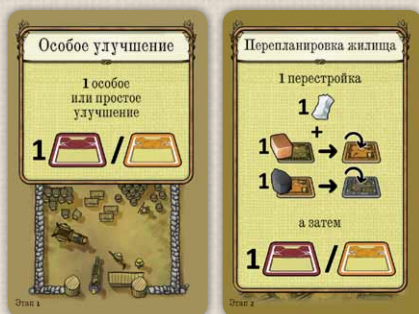 Особое улучшение
1 особое
или простое
улучшение
1 /
Этап 1
Перепланировка жилища
1 перестройка
1
+
1
1
а затем
1 /
Этап 2